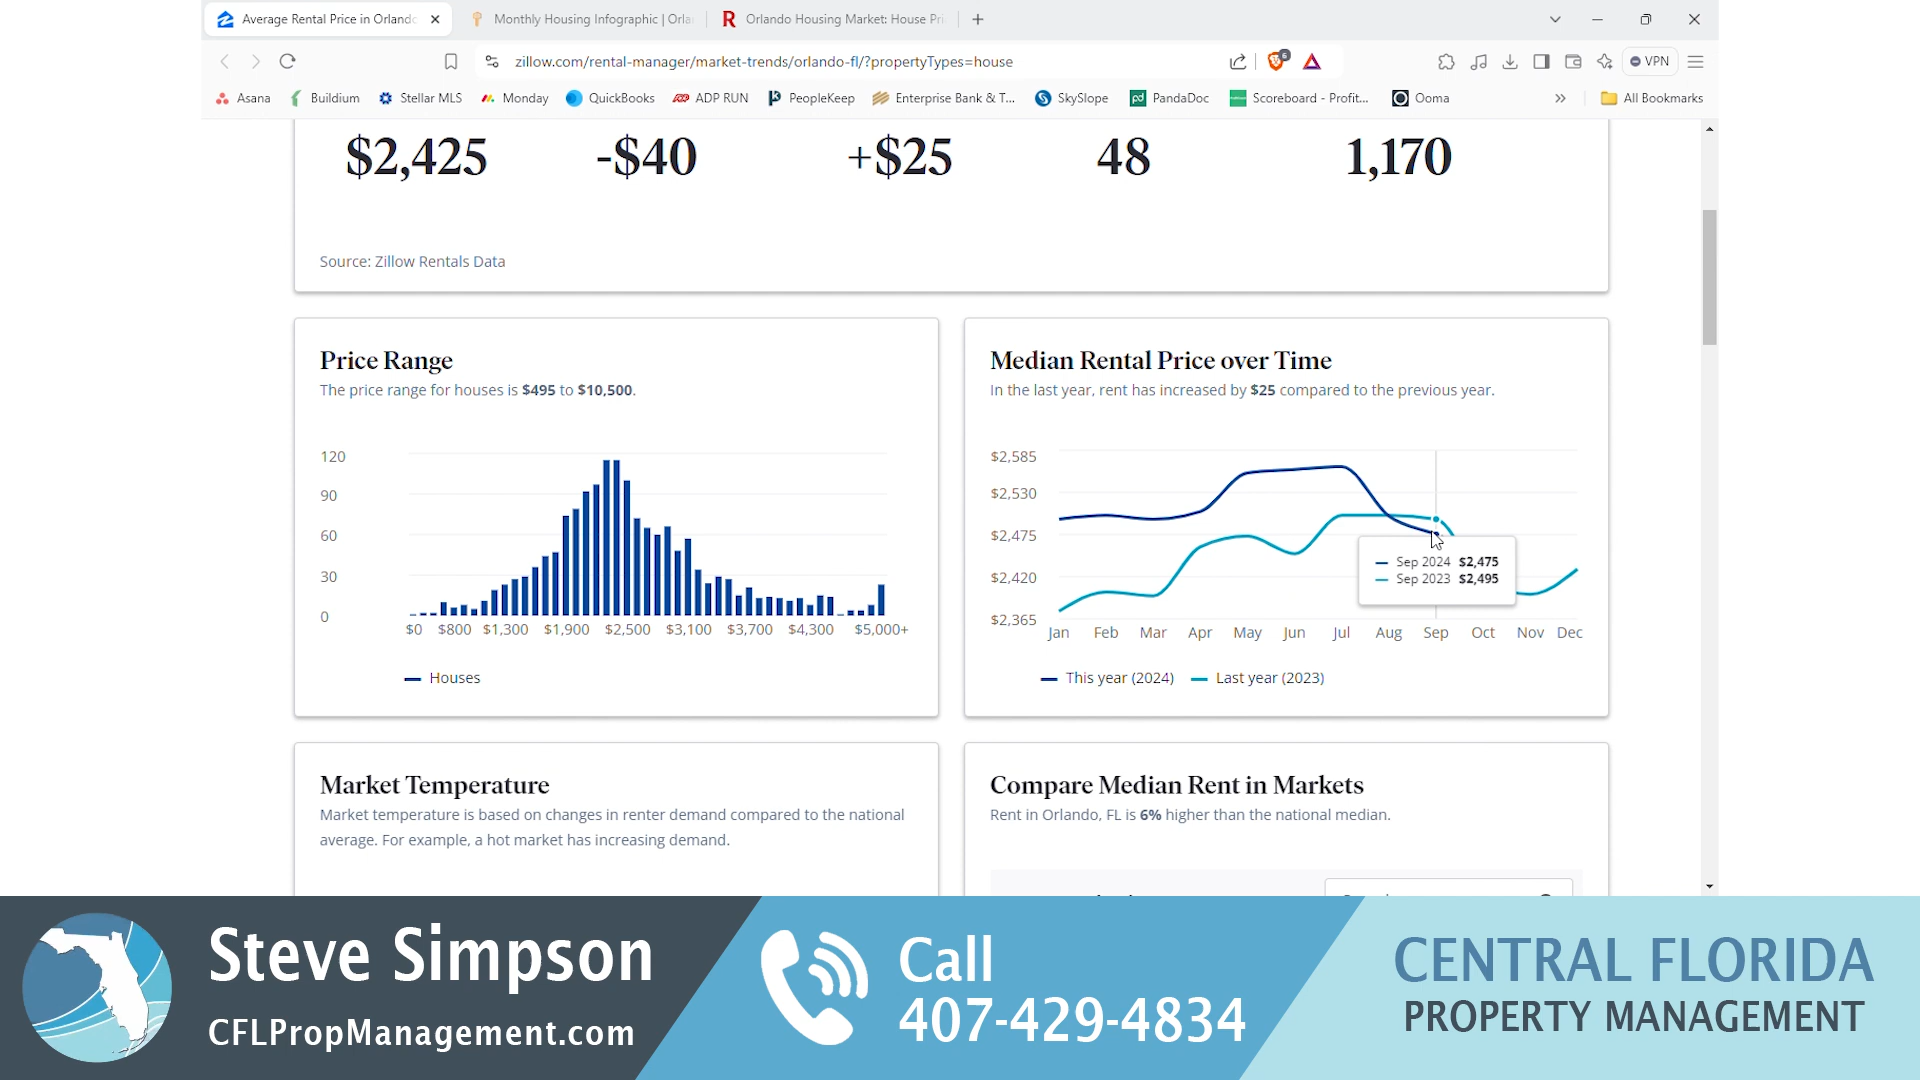 Average Rental Price in Orlando
Monthly Housing Infographic | Orla
Orlando Housing Market: House Pri
zillow.com/rental-manager/market-trends/orlando-fl/?propertyTypes=house
6
VPN
Asana
Buildium
Stellar MLS
Monday
QuickBooks
ADP RUN
PeopleKeep
Enterprise Bank & T...
SkySlope
PandaDoc
Scoreboard - Profit...
Ooma
All Bookmarks
$2,425
-$40
+$25
48
1,170
Source: Zillow Rentals Data
Price Range
The price range for houses is $495 to $10,500.
120
90
60
30
0
$0 $800 $1,300 $1,900 $2,500 $3,100 $3,700 $4,300 $5,000+
Houses
Median Rental Price over Time
In the last year, rent has increased by $25 compared to the previous year.
$2,585
$2,530
$2,475
$2,420
$2,365
Sep 2024 $2,475
Sep 2023 $2,495
Jan Feb Mar Apr May Jun Jul Aug Sep Oct Nov Dec
This year (2024) Last year (2023)
Market Temperature
Market temperature is based on changes in renter demand compared to the national
average. For example, a hot market has increasing demand.
Compare Median Rent in Markets
Rent in Orlando, FL is 6% higher than the national median.
Steve Simpson
CFLPropManagement.com
Call
407-429-4834
CENTRAL FLORIDA
PROPERTY MANAGEMENT